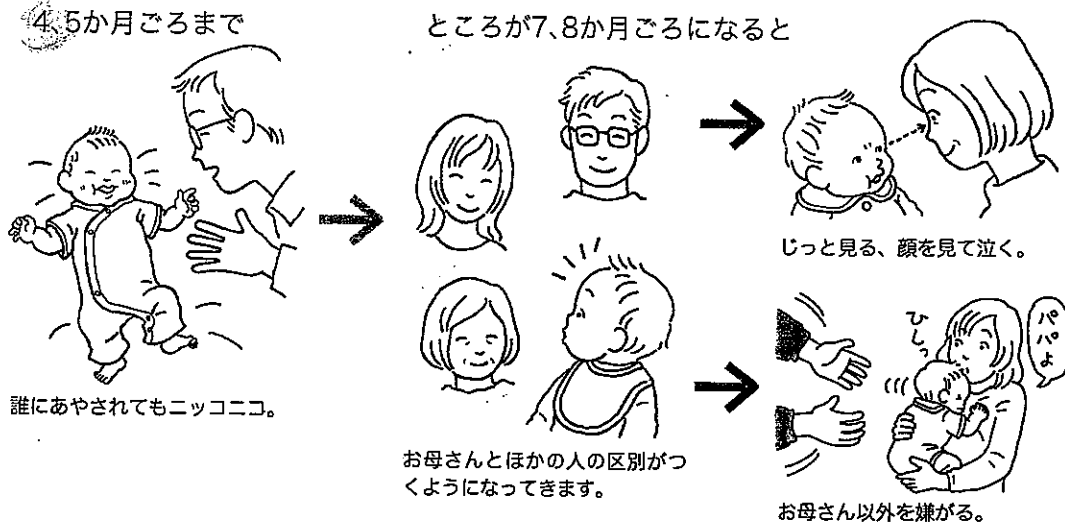 4、5か月ごろまで
誰にあやされてもニッコニコ。
ところが7、8か月ごろになると
お母さんとほかの人の区別がつ
くようになってきます。
じっと見る、顔を見て泣く。
ひしっ
パパよ
お母さん以外を嫌がる。